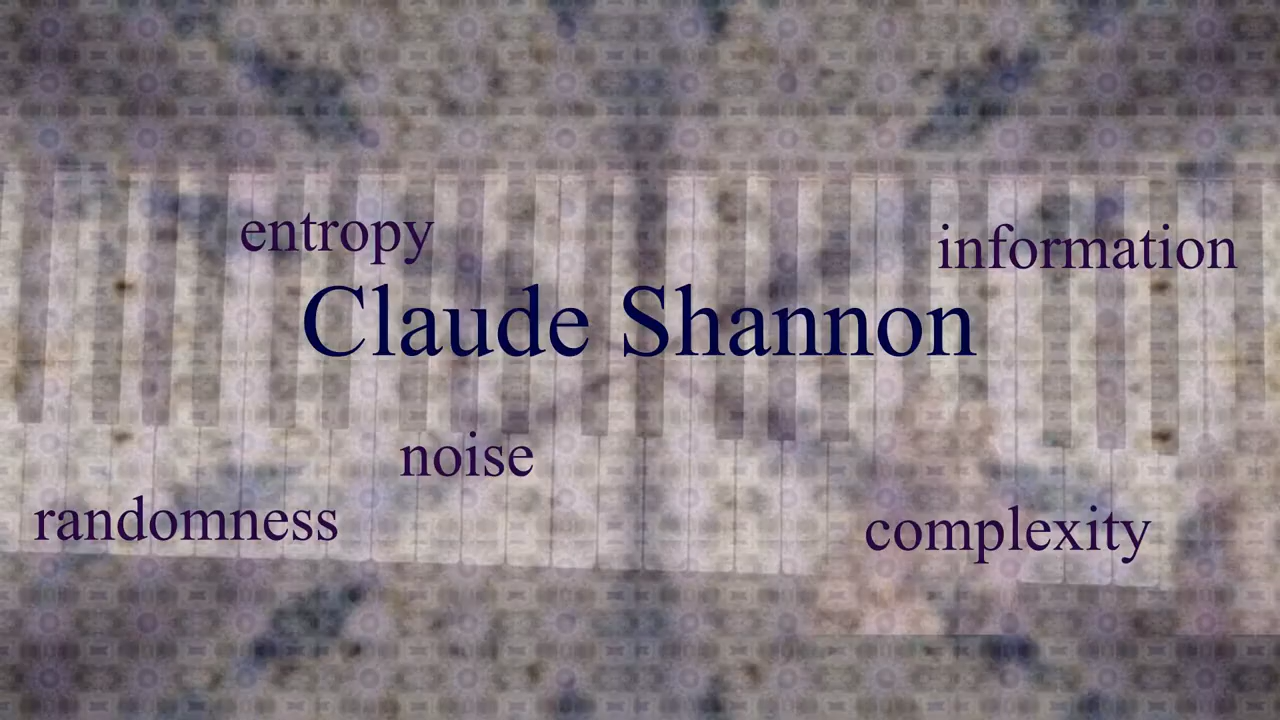 entropy
information
Claude Shannon
noise
randomness
complexity